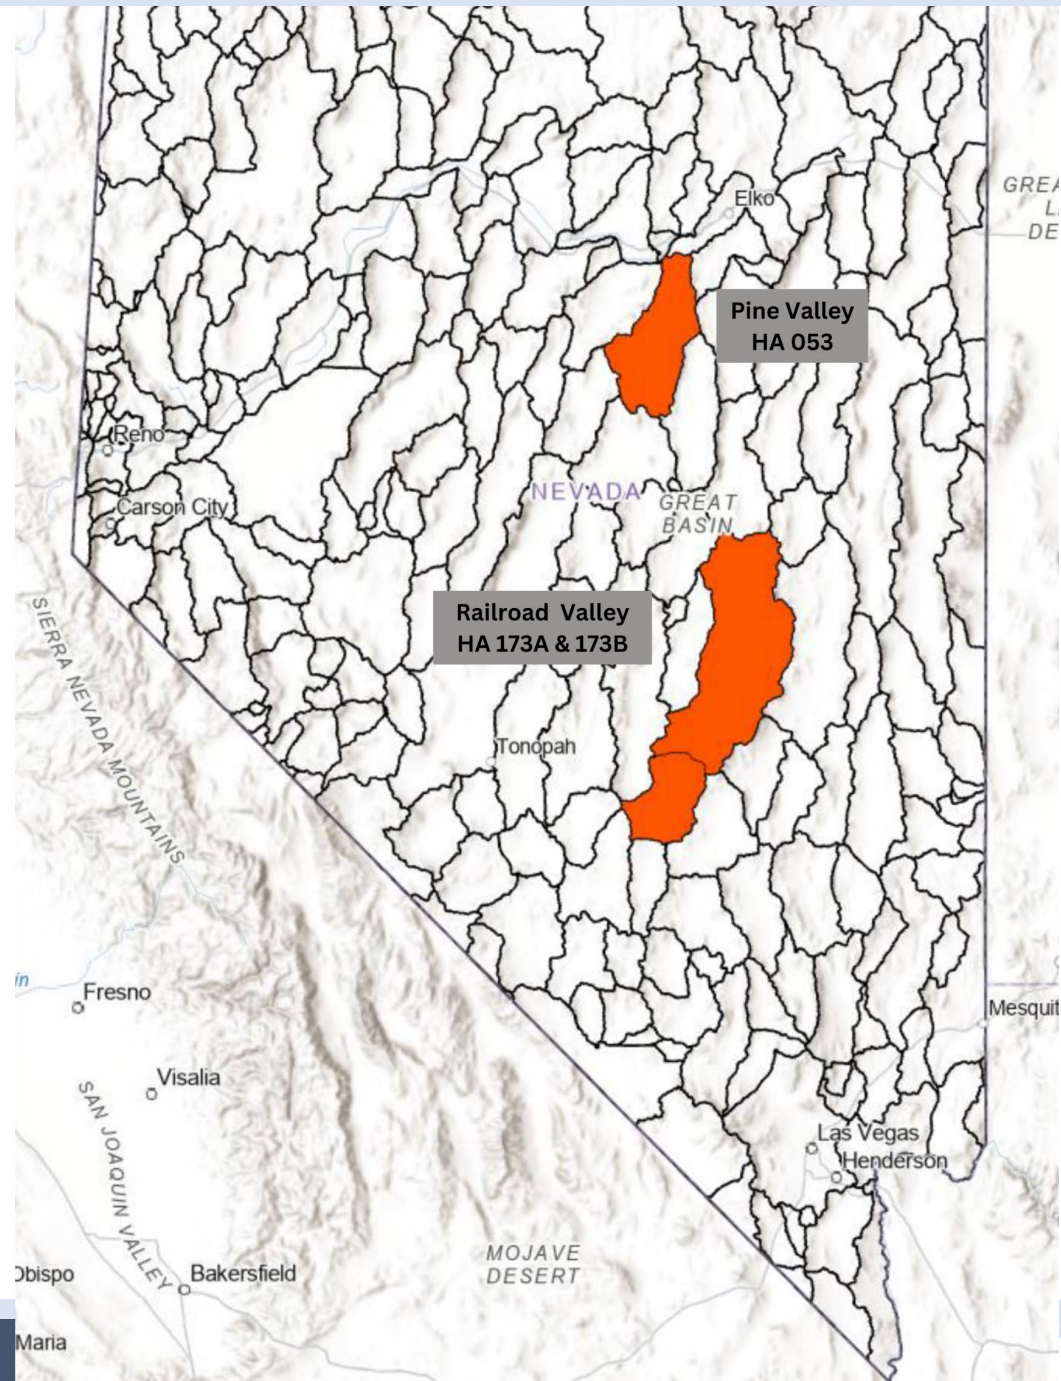 GREA
L
DE
Elko
Pine Valley
HA 053
Reno
NEVADA
GREAT
BASIN
Carson City
Railroad Valley
HA 173A & 173B
SIERRA NEVADA MOUNTAINS
Tonopah
in
Fresno
Mesquit
Visalia
SAN JOAQUIN VALLEY
Las Vegas
Henderson
MOJAVE
DESERT
Obispo
Bakersfield
Maria